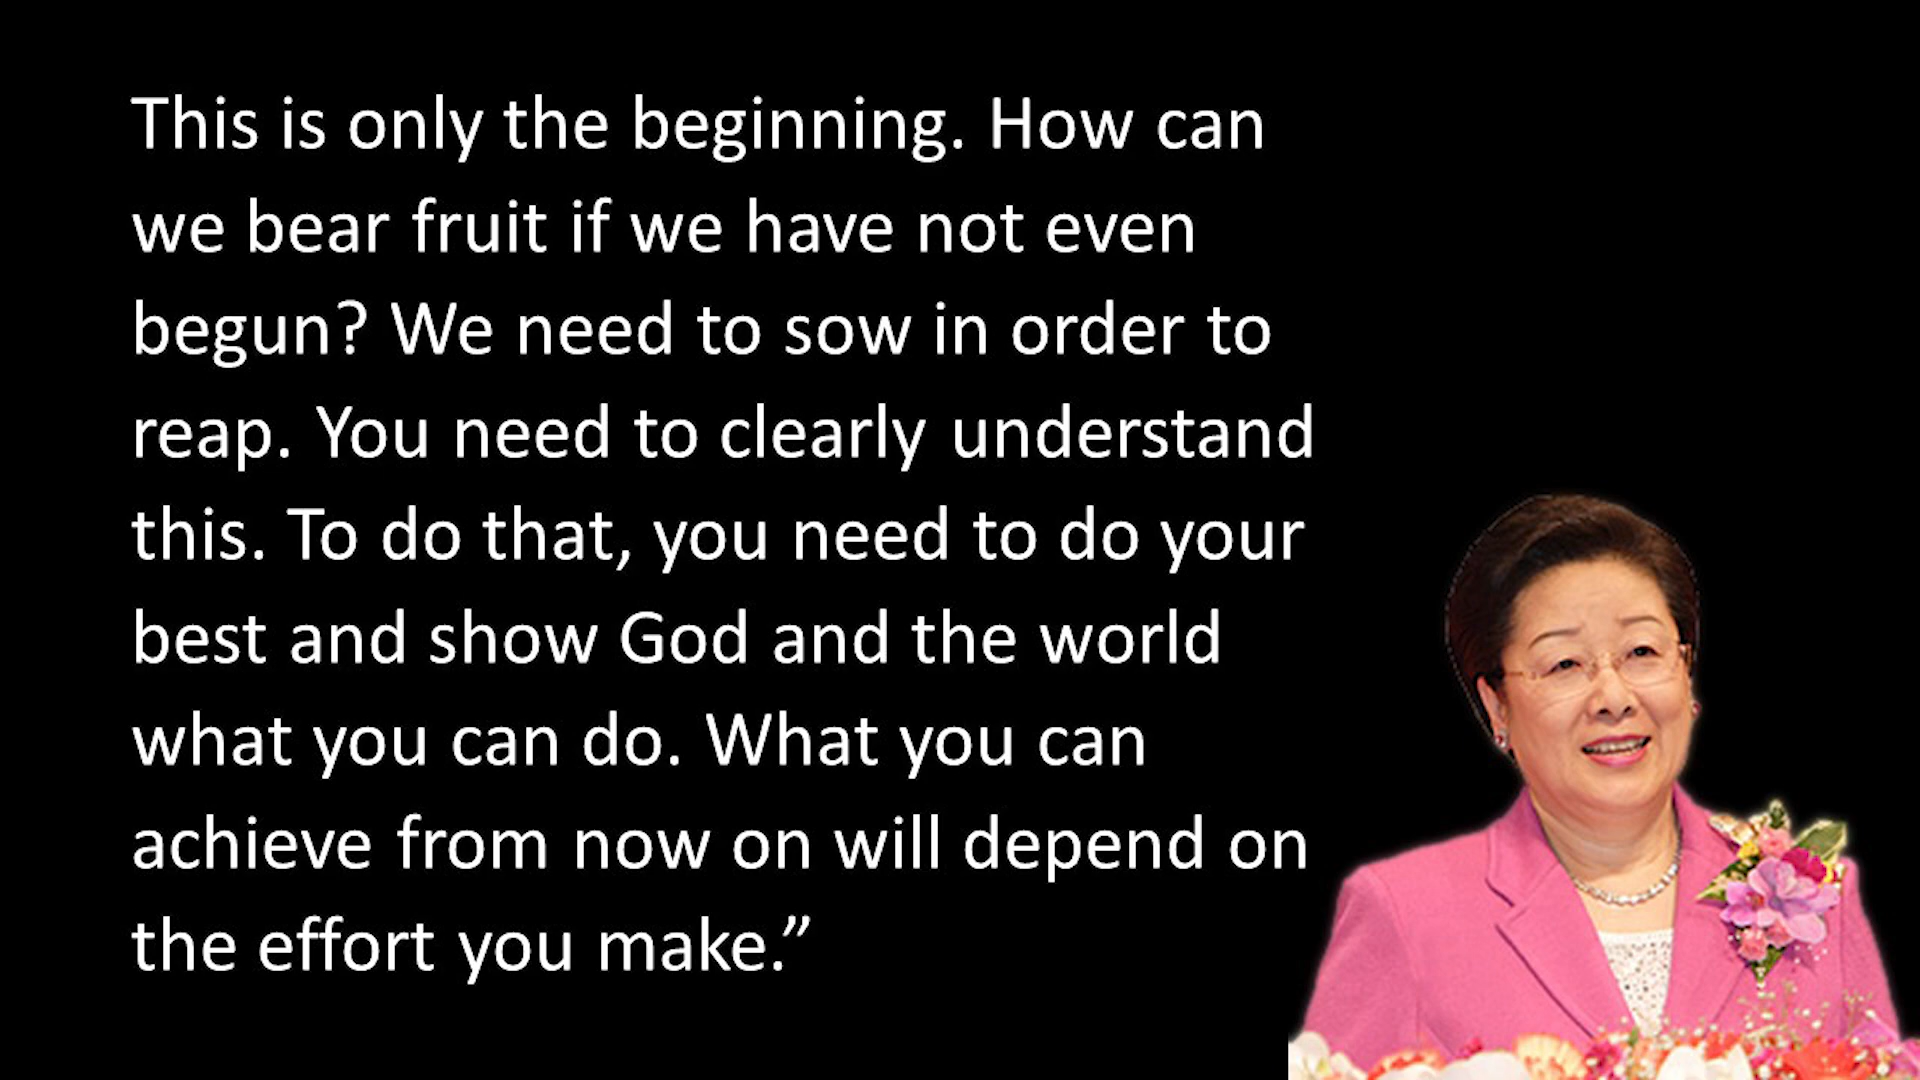 This is only the beginning. How can
we bear fruit if we have not even
begun? We need to sow in order to
reap. You need to clearly understand
this. To do that, you need to do your
best and show God and the world
what you can do. What you can
achieve from now on will depend on
the effort you make.”